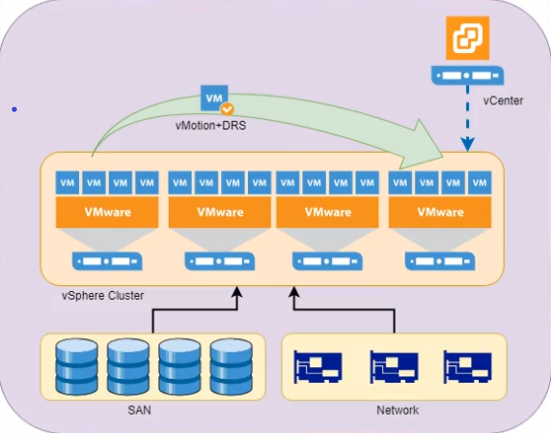 vCenter
VM
vMotion+DRS
VM VM VM VM VM VM VM VM VM VM VM VM VM VM VM VM
VMware VMware VMware VMware
vSphere Cluster
SAN
Network